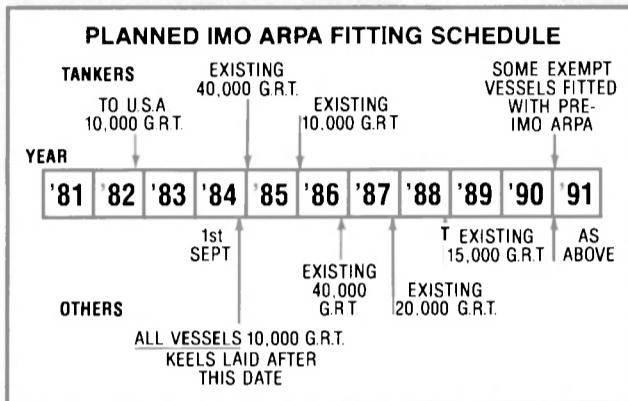 PLANNED IMO ARPA FITTING SCHEDULE
TANKERS
TO U.S.A
10,000 G.R.T.
EXISTING
40,000 G.R.T.
EXISTING
10.000 G.R.T
SOME EXEMPT
VESSELS FITTED
WITH PRE-
IMO ARPA
YEAR
'81 '82 '83 '84 '85 '86 '87 '88 '89 '90 '91
1st
SEPT
EXISTING
40,000
G.R.T
EXISTING
20.000 G.R.T.
T EXISTING
15,000 G.R.T
AS
ABOVE
OTHERS
ALL VESSELS 10,000 G.R.T.
KEELS LAID AFTER
THIS DATE